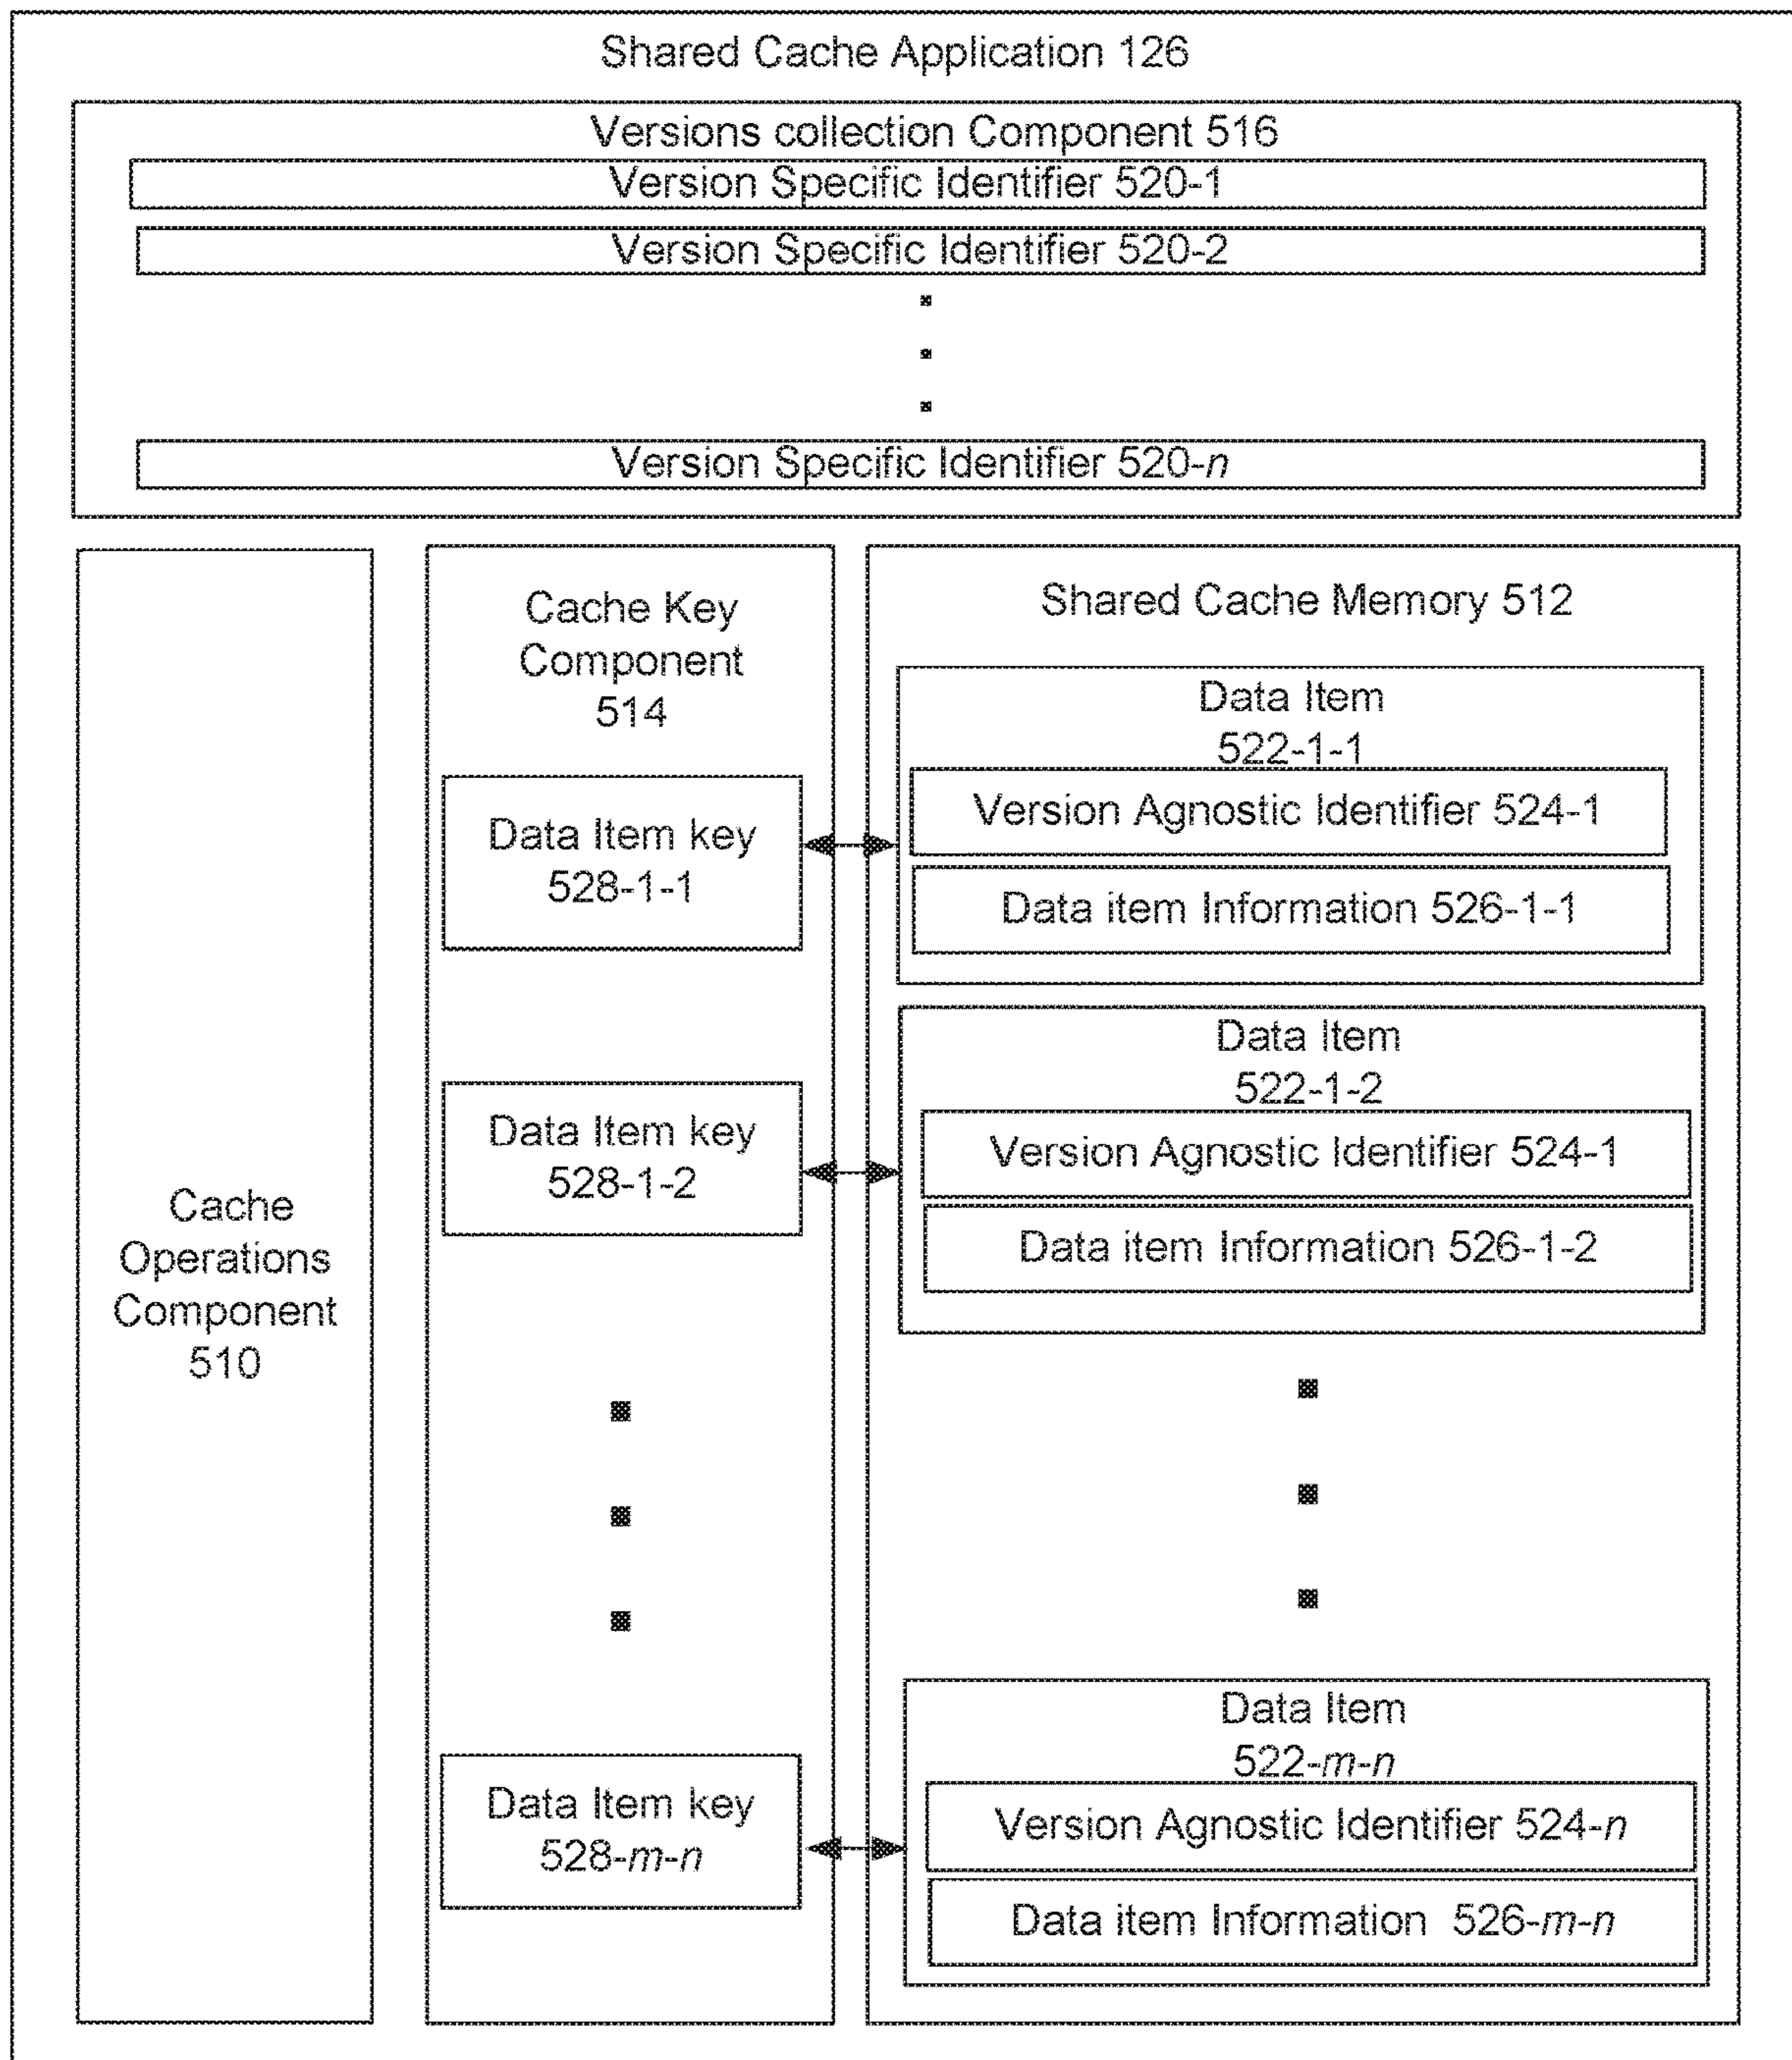 Shared Cache Application 126
Versions collection Component 516
Version Specific Identifier 520-1
Version Specific Identifier 520-2
Version Specific Identifier 520-n
Cache
Operations
Component
510
Cache Key
Component
514
Data Item key
528-1-1
Data Item key
528-1-2
Data Item key
528-m-n
Shared Cache Memory 512
Data Item
522-1-1
Version Agnostic Identifier 524-1
Data item Information 526-1-1
Data Item
522-1-2
Version Agnostic Identifier 524-1
Data item Information 526-1-2
Data Item
522-m-n
Version Agnostic Identifier 524-n
Data item Information 526-m-n